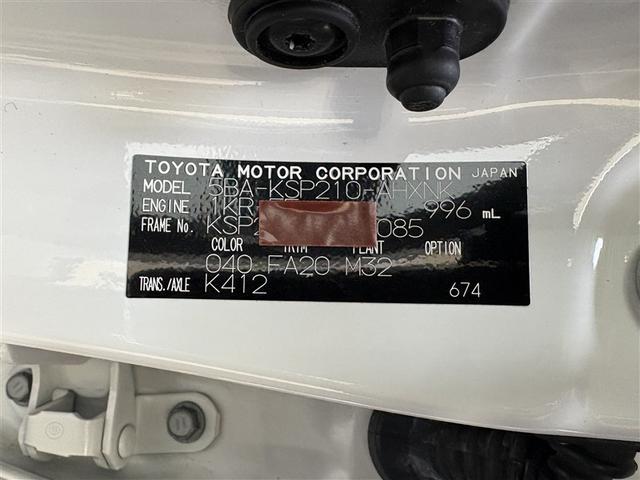 TOYOTA MOTOR CORPORATION JAPAN
MODEL 5BA-KSP210-AHXNK
ENGINE 1KR 996 mL
FRAME No. KSP2 085
COLOR TRIM PLANT OPTION
040 FA20 M32
TRANS./AXLE K412 674